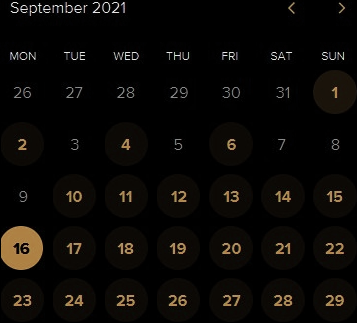 September 2021
MON TUE WED THU FRI SAT SUN
26 27 28 29 30 31 1
2 3 4 5 6 7 8
9 10 11 12 13 14 15
16 17 18 19 20 21 22
23 24 25 26 27 28 29